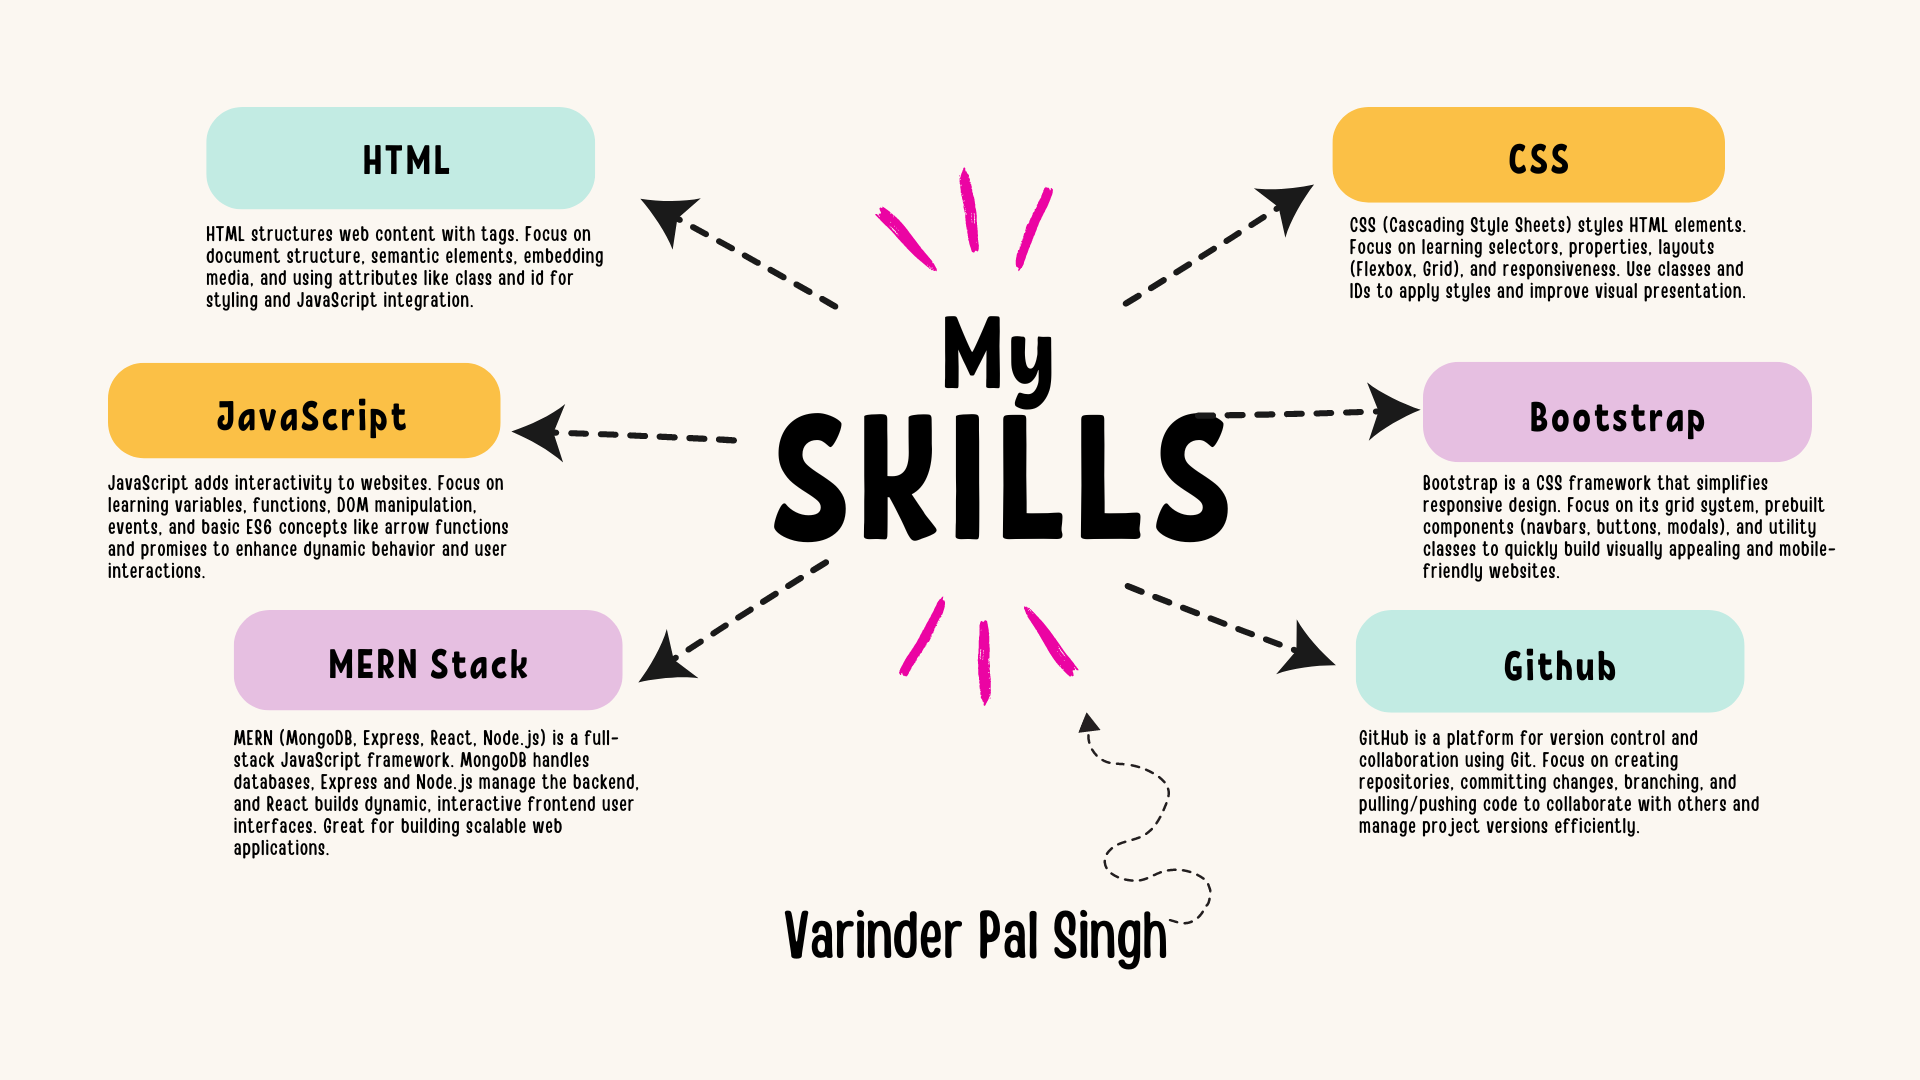 HTML
HTML structures web content with tags. Focus on
document structure, semantic elements, embedding
media, and using attributes like class and id for
styling and JavaScript integration.
CSS
CSS (Cascading Style Sheets) styles HTML elements.
Focus on learning selectors, properties, layouts
(Flexbox, Grid), and responsiveness. Use classes and
IDs to apply styles and improve visual presentation.
My
SKILLS
JavaScript
JavaScript adds interactivity to websites. Focus on
learning variables, functions, DOM manipulation,
events, and basic ES6 concepts like arrow functions
and promises to enhance dynamic behavior and user
interactions.
Bootstrap
Bootstrap is a CSS framework that simplifies
responsive design. Focus on its grid system, prebuilt
components (navbars, buttons, modals), and utility
classes to quickly build visually appealing and mobile-
friendly websites.
MERN Stack
MERN (MongoDB, Express, React, Node.js) is a full-
stack JavaScript framework. MongoDB handles
databases, Express and Node.js manage the backend,
and React builds dynamic, interactive frontend user
interfaces. Great for building scalable web
applications.
Github
GitHub is a platform for version control and
collaboration using Git. Focus on creating
repositories, committing changes, branching, and
pulling/pushing code to collaborate with others and
manage project versions efficiently.
Varinder Pal Singh